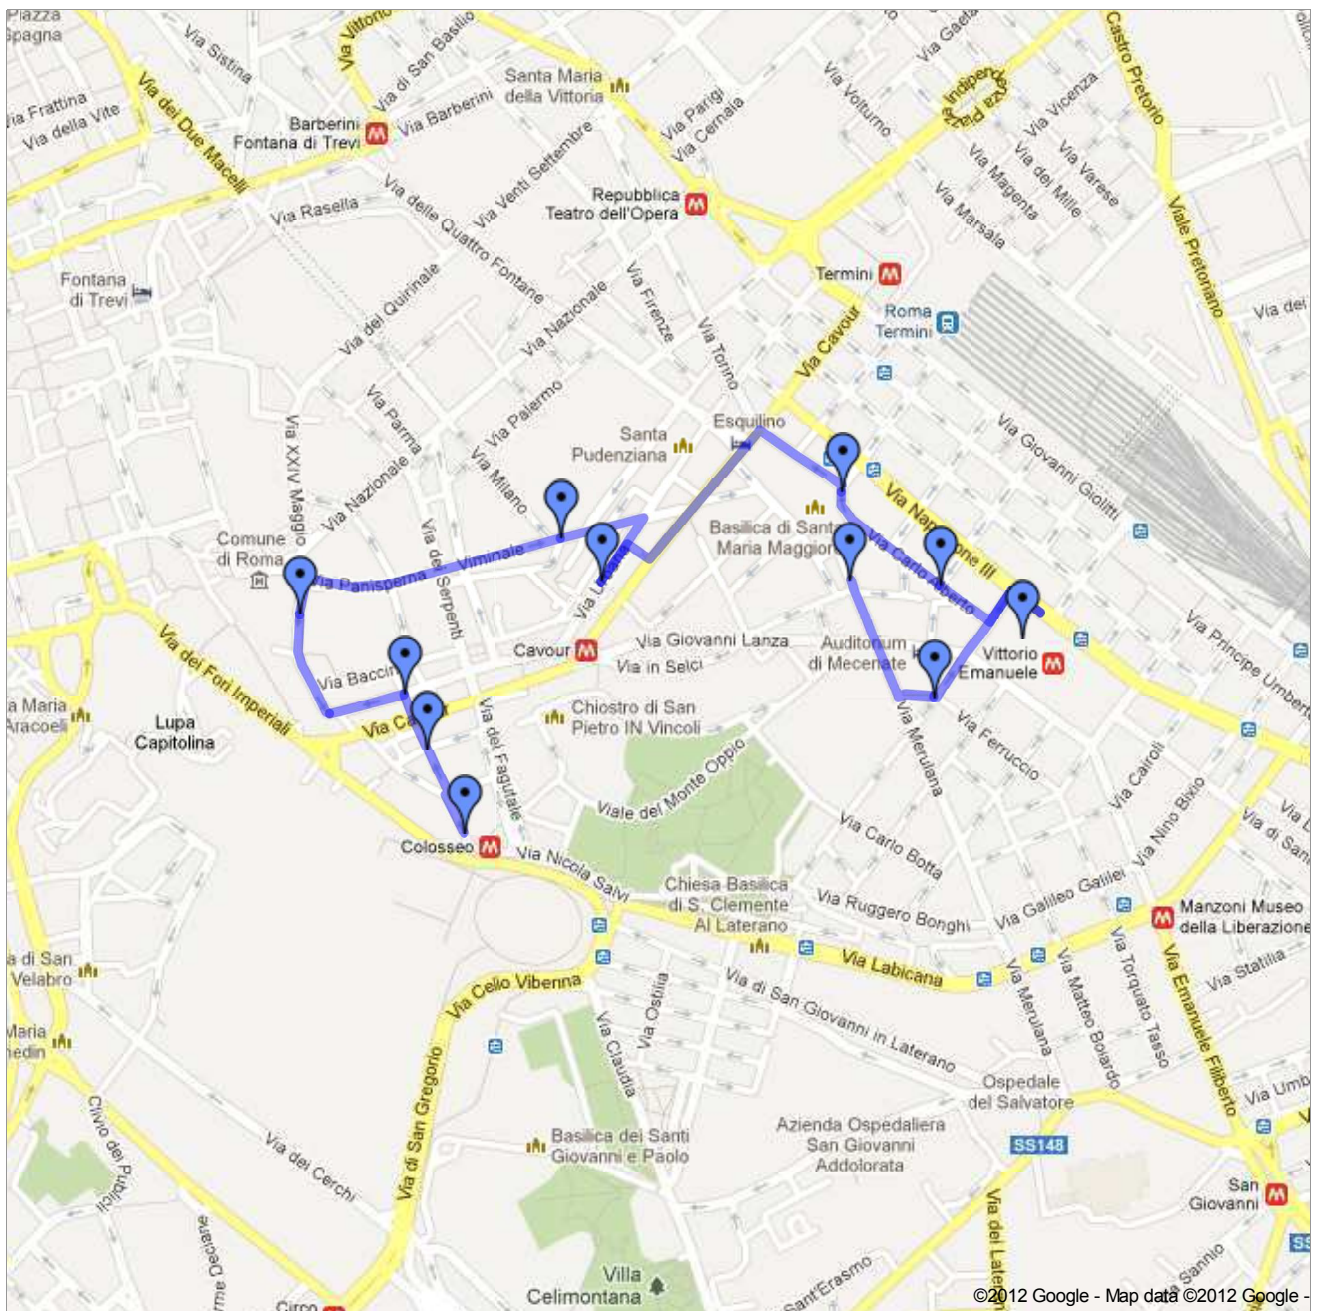 Piazza
Spagna
Via Sistina
Via Vittorio
Via di San Basilio
Santa Maria
della Vittoria
Via Gaeta
Castro Pretorio
Via Frattina
Via della Vite
Via dei Due Macelli
Barberini
Fontana di Trevi
Via Barberini
Via Parigi
Via Cernaia
Via Volturno
Piazza Indipendenza
Via Vicenza
Via Venti Settembre
Via Magenta
Via dei Mille
Via Varese
Via Rasella
Via delle Quattro Fontane
Repubblica
Teatro dell'Opera
Via Marsala
Viale Pretoriano
Fontana
di Trevi
Via del Quirinale
Via Nazionale
Via Firenze
Termini
Via Cavour
Roma
Termini
Via dei
Via Torino
Via Parma
Via Palermo
Via XXIV Maggio
Via Nazionale
Via Milano
Santa
Pudenziana
Esquilino
Via Giovanni Giolitti
Comune
di Roma
Via dei Serpenti
Via Panisperna
Viminale
Via Urbana
Basilica di Santa
Maria Maggiore
Via Napoleone III
Via Carlo Alberto
Via dei Fori Imperiali
Cavour
Via Giovanni Lanza
Via in Selci
Auditorium
di Mecenate
Vittorio
Emanuele
Via Principe Umberto
Via Baccina
a Maria
Aracoeli
Lupa
Capitolina
Via Cavour
Via del Fagutale
Chiostro di San
Pietro IN Vincoli
Via Merulana
Via Ferruccio
Via Cairoli
Via Nino Bixio
Viale del Monte Oppio
Via di San
Colosseo
Via Nicola Salvi
Via Carlo Botta
Chiesa Basilica
di S. Clemente
Al Laterano
Via Ruggero Bonghi
Via Galileo Galilei
Manzoni Museo
della Liberazione
a di San
Velabro
Via Celio Vibenna
Via Labicana
Via Ostilia
Via di San Giovanni in Laterano
Via Merulana
Via Matteo Boiardo
Via Torquato Tasso
Via Emanuele Filiberto
Via Statilia
Maria
nedin
Via Claudia
Via di San Gregorio
Clivio dei Publicii
Via dei Cerchi
Basilica dei Santi
Giovanni e Paolo
Azienda Ospedaliera
San Giovanni
Addolorata
Ospedale
del Salvatore
SS148
Via Umb
San
Giovanni
Via dei Lateran
Villa
Celimontana
Sant'Erasmo
Sannio
Circo
©2012 Google - Map data ©2012 Google -